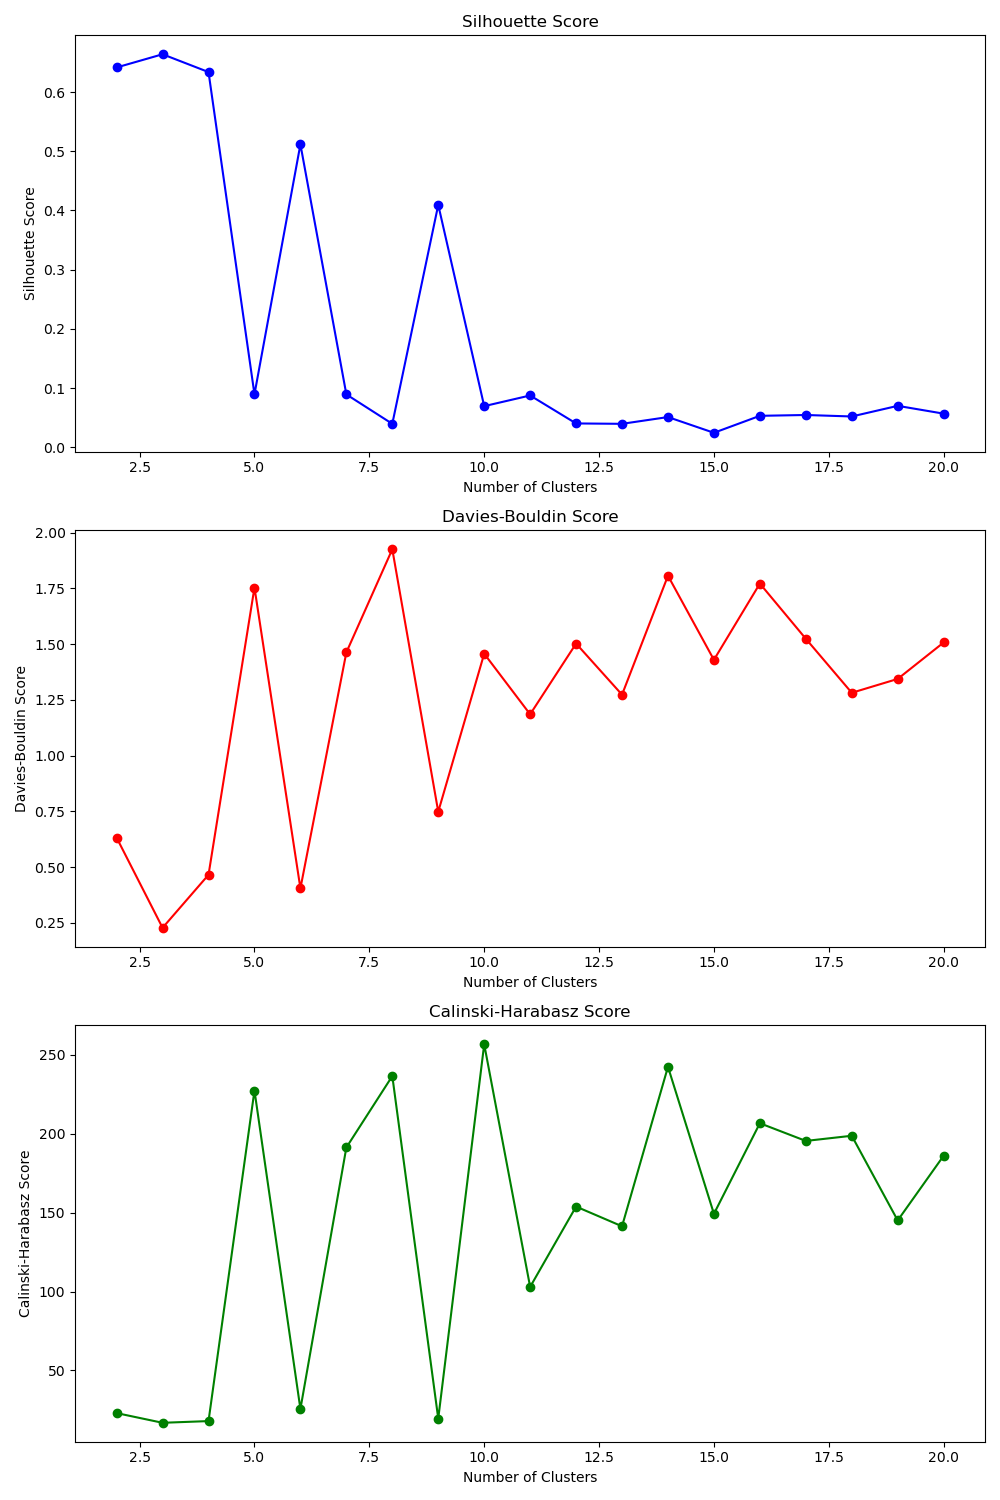 Silhouette Score
Silhouette Score
0.6
0.5
0.4
0.3
0.2
0.1
0.0
2.5 5.0 7.5 10.0 12.5 15.0 17.5 20.0
Number of Clusters
Davies-Bouldin Score
Davies-Bouldin Score
2.00
1.75
1.50
1.25
1.00
0.75
0.50
0.25
2.5 5.0 7.5 10.0 12.5 15.0 17.5 20.0
Number of Clusters
Calinski-Harabasz Score
Calinski-Harabasz Score
250
200
150
100
50
2.5 5.0 7.5 10.0 12.5 15.0 17.5 20.0
Number of Clusters